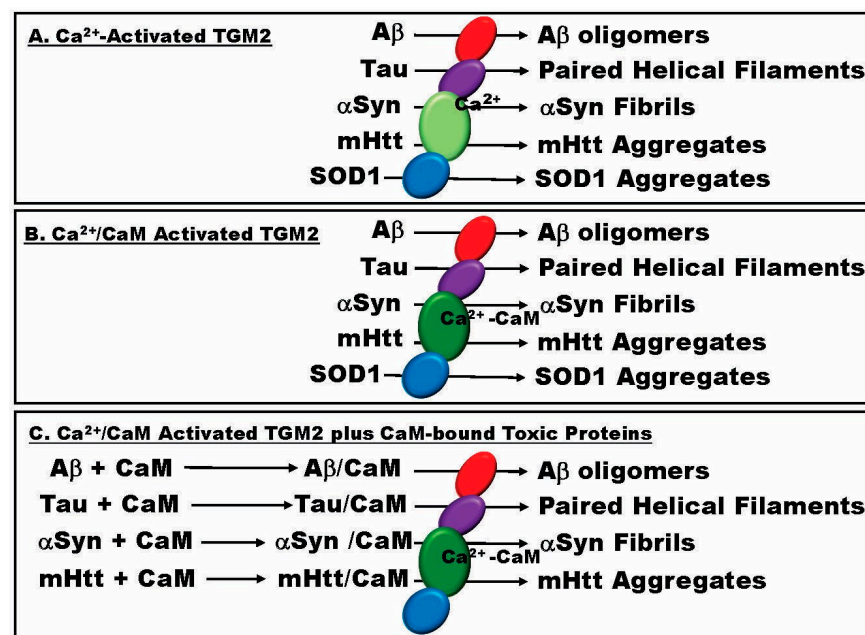 A. Ca²⁺-Activated TGM2
Aβ Aβ oligomers
Tau Paired Helical Filaments
αSyn Ca²⁺ αSyn Fibrils
mHtt mHtt Aggregates
SOD1 SOD1 Aggregates
B. Ca²⁺/CaM Activated TGM2
Aβ Aβ oligomers
Tau Paired Helical Filaments
αSyn Ca²⁺-CaM αSyn Fibrils
mHtt mHtt Aggregates
SOD1 SOD1 Aggregates
C. Ca²⁺/CaM Activated TGM2 plus CaM-bound Toxic Proteins
Aβ + CaM Aβ/CaM Aβ oligomers
Tau + CaM Tau/CaM Paired Helical Filaments
αSyn + CaM αSyn /CaM Ca²⁺-CaM αSyn Fibrils
mHtt + CaM mHtt/CaM mHtt Aggregates